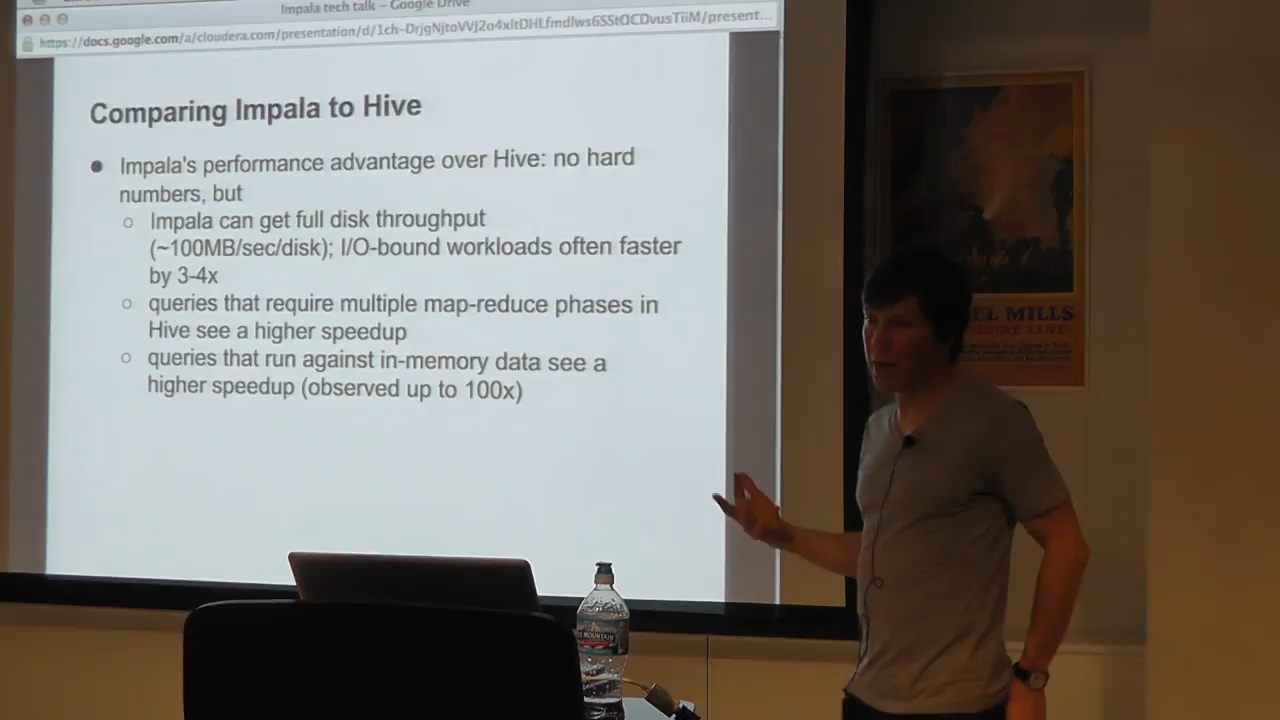 Impala tech talk – Google Drive
https://docs.google.com/a/cloudera.com/presentation/d/1ch-DrjgNjtoVVJ2o4xltDHLfmdlws6SStOCDvusTiiM/present...
Comparing Impala to Hive
● Impala's performance advantage over Hive: no hard
numbers, but
○ Impala can get full disk throughput
(~100MB/sec/disk); I/O-bound workloads often faster
by 3-4x
○ queries that require multiple map-reduce phases in
Hive see a higher speedup
○ queries that run against in-memory data see a
higher speedup (observed up to 100x)
EL MILLS
LINE
MOUNTAIN